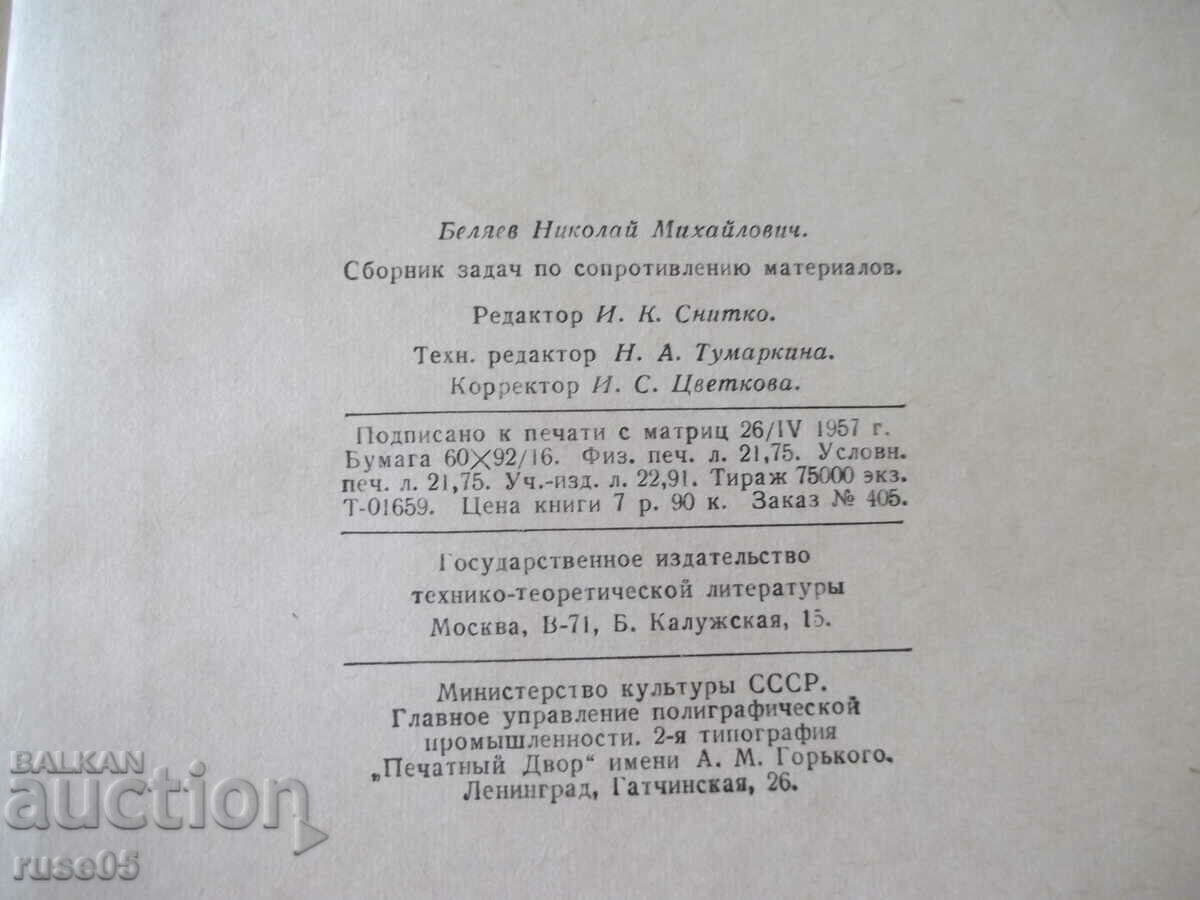 Беляев Николай Михайлович.
Сборник задач по сопротивлению материалов.
Редактор И. К. Снитко.
Техн. редактор Н. А. Тумаркина.
Корректор И. С. Цветкова.
Подписано к печати с матриц 26/IV 1957 г.
Бумага 60×92/16. Физ. печ. л. 21,75. Условн.
печ. л. 21,75. Уч.-изд. л. 22,91. Тираж 75000 экз.
Т-01659. Цена книги 7 р. 90 к. Заказ № 405.
Государственное издательство
технико-теоретической литературы
Москва, В-71, Б. Калужская, 15.
Министерство культуры СССР.
Главное управление полиграфической
промышленности. 2-я типография
„Печатный Двор“ имени А. М. Горького.
Ленинград, Гатчинская, 26.
BALKAN
auction
ruse05